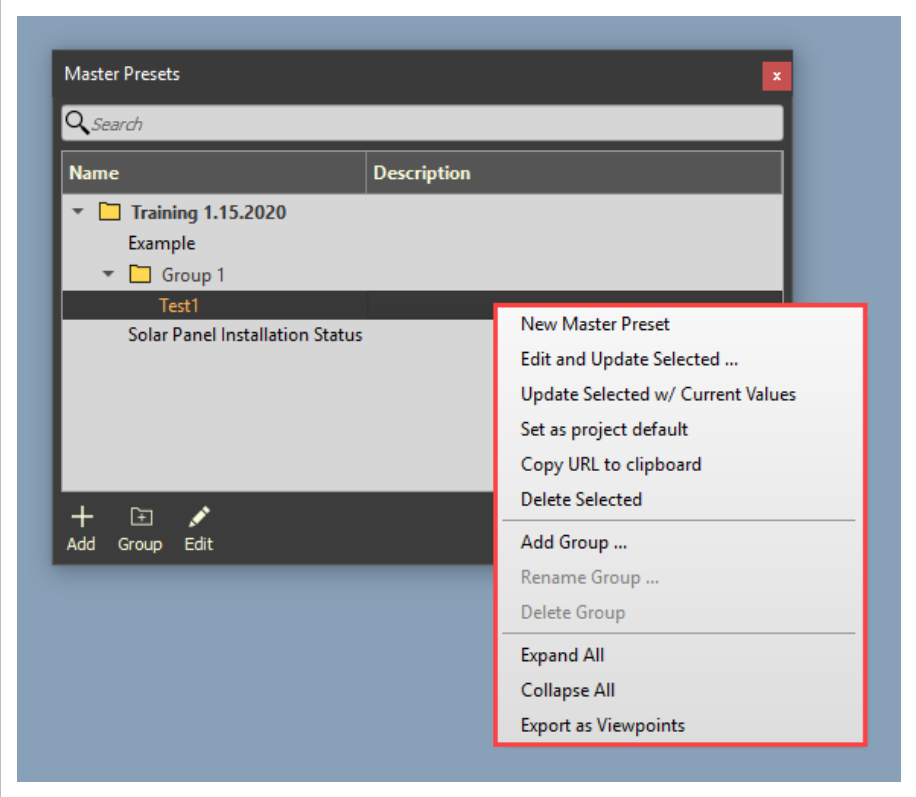 Master Presets
x
Search
Name Description
Training 1.15.2020
Example
Group 1
Test1
Solar Panel Installation Status
Add Group Edit
New Master Preset
Edit and Update Selected ...
Update Selected w/ Current Values
Set as project default
Copy URL to clipboard
Delete Selected
Add Group ...
Rename Group ...
Delete Group
Expand All
Collapse All
Export as Viewpoints